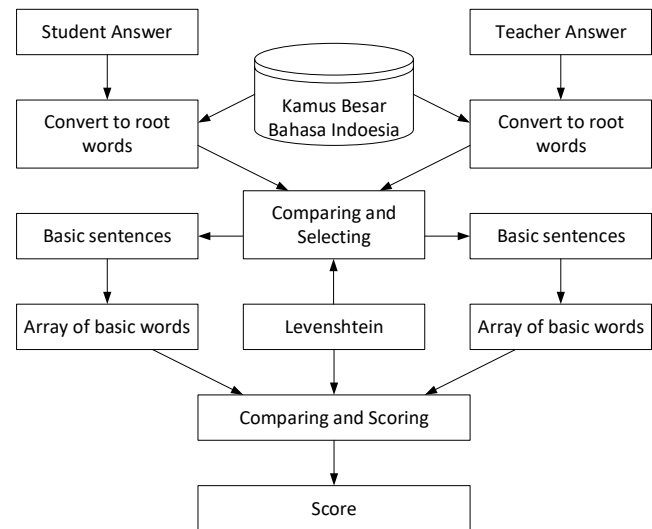 Student Answer
Teacher Answer
Kamus Besar
Bahasa Indoesia
Convert to root
words
Convert to root
words
Comparing and
Selecting
Basic sentences
Basic sentences
Array of basic words
Levenshtein
Array of basic words
Comparing and Scoring
Score